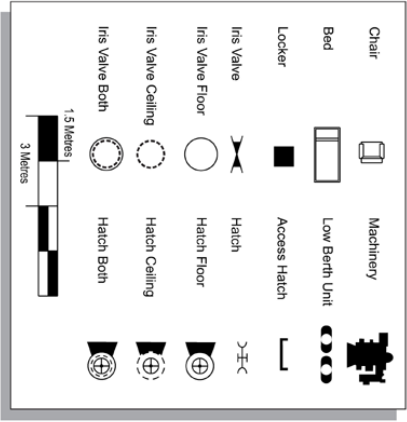 Chair
Machinery
Bed
Low Berth Unit
Locker
Access Hatch
Iris Valve
Hatch
Iris Valve Floor
Hatch Floor
Iris Valve Ceiling
Hatch Ceiling
Iris Valve Both
Hatch Both
1.5 Metres
3 Metres